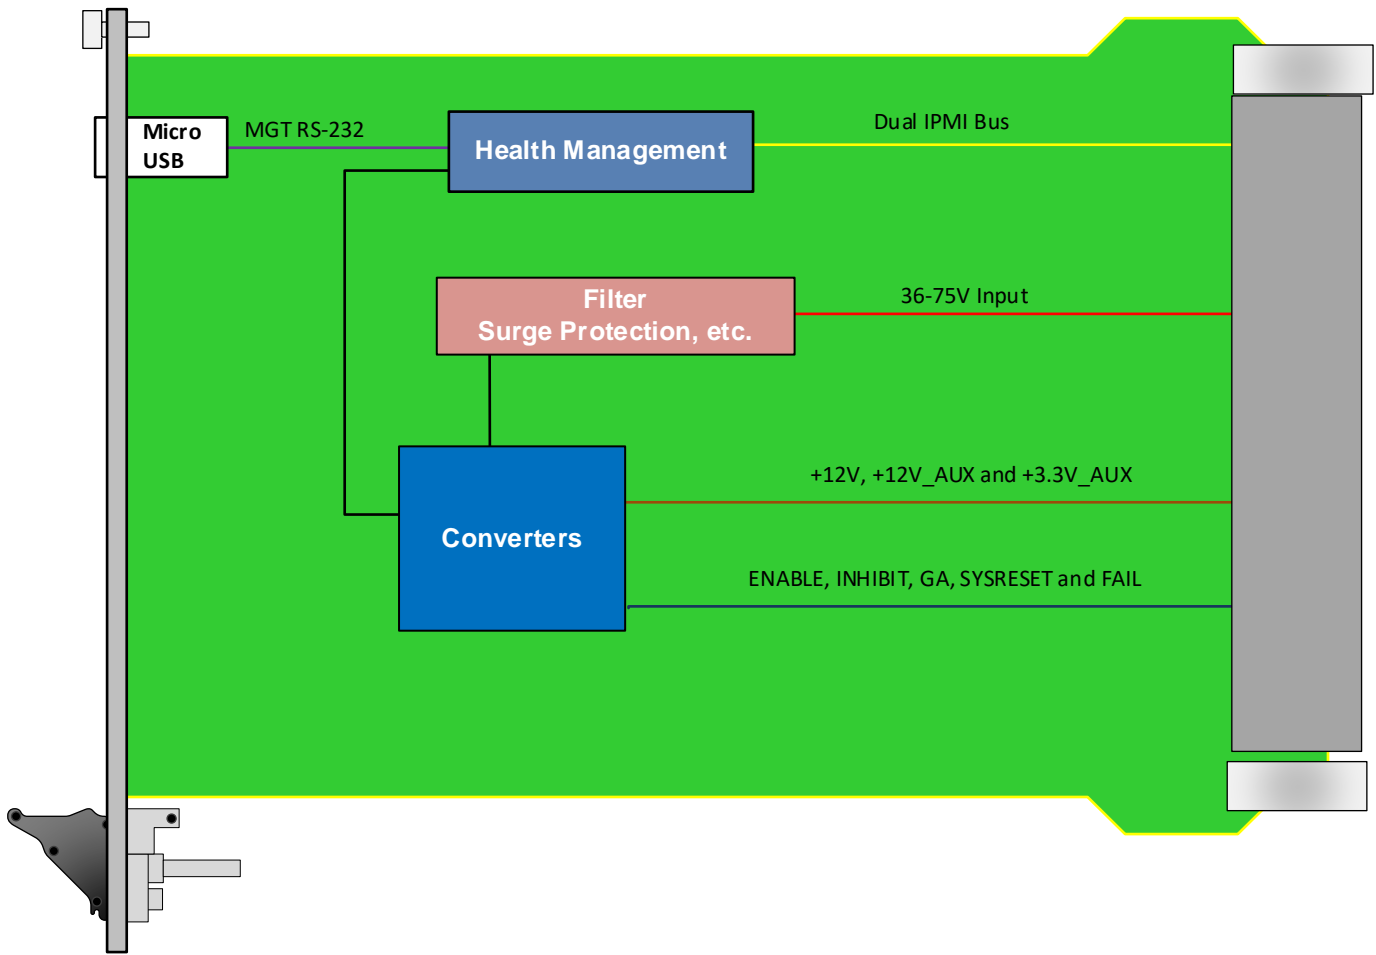 Micro
USB
MGT RS-232
Health Management
Dual IPMI Bus
Filter
Surge Protection, etc.
36-75V Input
Converters
+12V, +12V_AUX and +3.3V_AUX
ENABLE, INHIBIT, GA, SYSRESET and FAIL